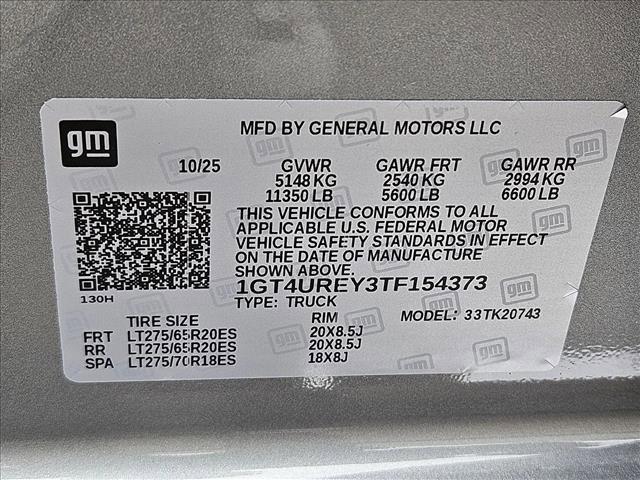 gm
MFD BY GENERAL MOTORS LLC
10/25 GVWR GAWR FRT GAWR RR
5148 KG 2540 KG 2994 KG
11350 LB 5600 LB 6600 LB
THIS VEHICLE CONFORMS TO ALL
APPLICABLE U.S. FEDERAL MOTOR
VEHICLE SAFETY STANDARDS IN EFFECT
ON THE DATE OF MANUFACTURE
SHOWN ABOVE.
130H
1GT4UREY3TF154373
TYPE: TRUCK MODEL: 33TK20743
TIRE SIZE RIM
FRT LT275/65R20ES 20X8.5J
RR LT275/65R20ES 20X8.5J
SPA LT275/70R18ES 18X8J